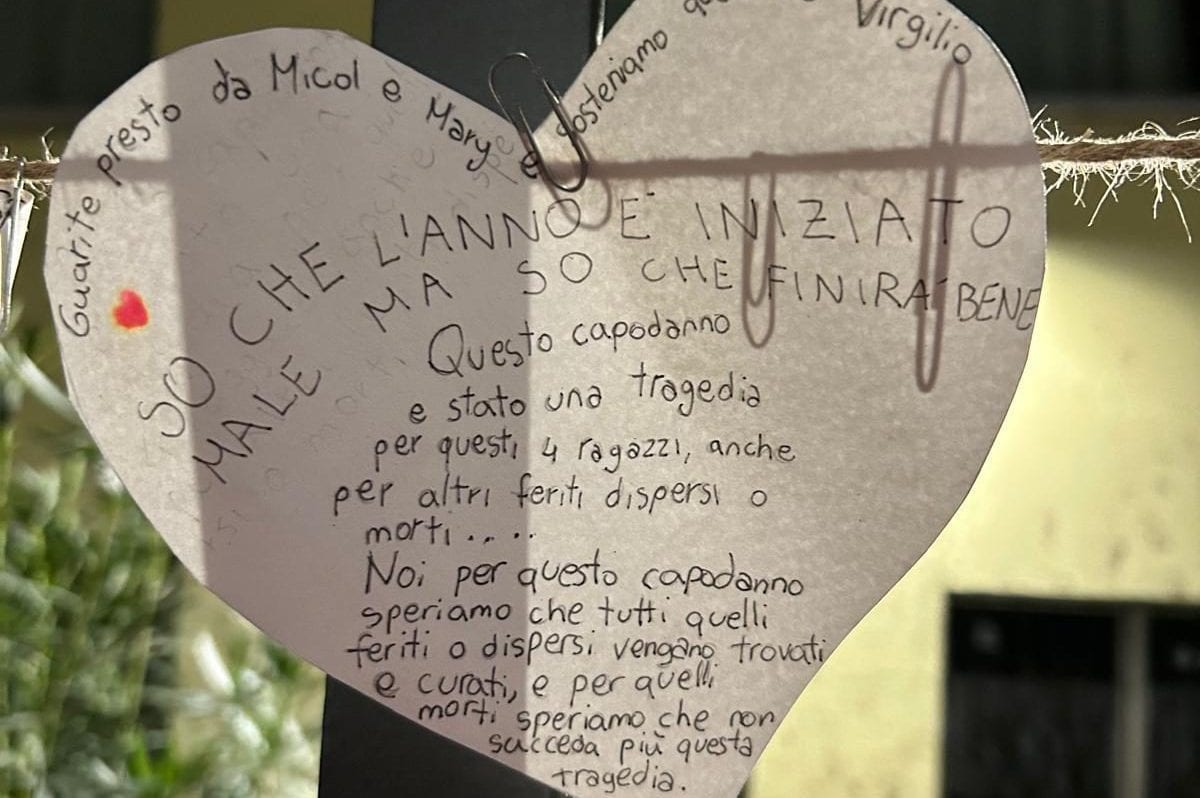 Guarite presto da Micol e Mary e sosteniamo
Virgilio
SO CHE L'ANNO E' INIZIATO
MALE MA SO CHE FINIRA' BENE
Questo capodanno
e stato una tragedia
per questi 4 ragazzi, anche
per altri feriti dispersi o
morti.....
Noi per questo capodanno
speriamo che tutti quelli
feriti o dispersi vengano trovati
e curati, e per quelli
morti speriamo che non
succeda più questa
tragedia.